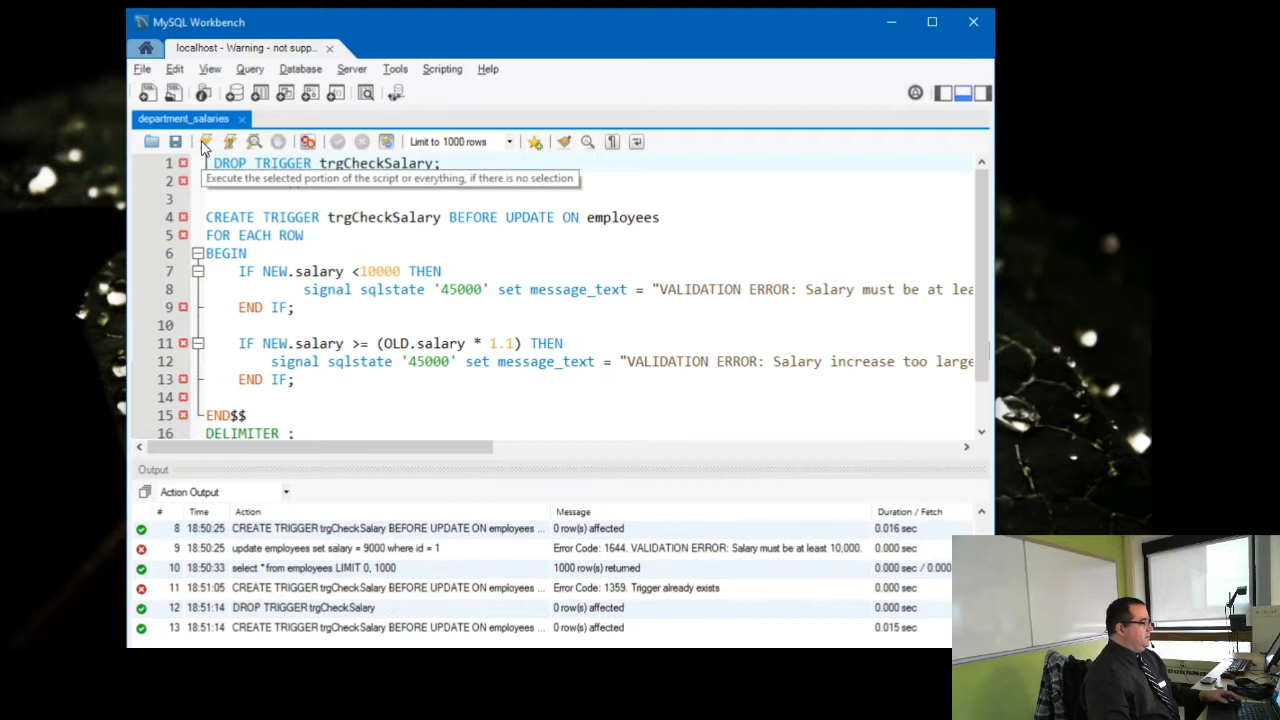 MySQL Workbench
localhost - Warning - not supp...
File Edit View Query Database Server Tools Scripting Help
department_salaries
Limit to 1000 rows
1 DROP TRIGGER trgCheckSalary;
Execute the selected portion of the script or everything, if there is no selection
2
3
4 CREATE TRIGGER trgCheckSalary BEFORE UPDATE ON employees
5 FOR EACH ROW
6 BEGIN
7 IF NEW.salary <10000 THEN
8 signal sqlstate '45000' set message_text = "VALIDATION ERROR: Salary must be at lea
9 END IF;
10
11 IF NEW.salary >= (OLD.salary * 1.1) THEN
12 signal sqlstate '45000' set message_text = "VALIDATION ERROR: Salary increase too large
13 END IF;
14
15 END$$
16 DELIMITER ;
Output
Action Output
# Time Action Message Duration / Fetch
8 18:50:25 CREATE TRIGGER trgCheckSalary BEFORE UPDATE ON employees ... 0 row(s) affected 0.016 sec
9 18:50:25 update employees set salary = 9000 where id = 1 Error Code: 1644. VALIDATION ERROR: Salary must be at least 10,000. 0.000 sec
10 18:50:33 select * from employees LIMIT 0, 1000 1000 row(s) returned 0.000 sec / 0.000
11 18:51:05 CREATE TRIGGER trgCheckSalary BEFORE UPDATE ON employees ... Error Code: 1359. Trigger already exists 0.000 sec
12 18:51:14 DROP TRIGGER trgCheckSalary 0 row(s) affected 0.000 sec
13 18:51:14 CREATE TRIGGER trgCheckSalary BEFORE UPDATE ON employees ... 0 row(s) affected 0.015 sec